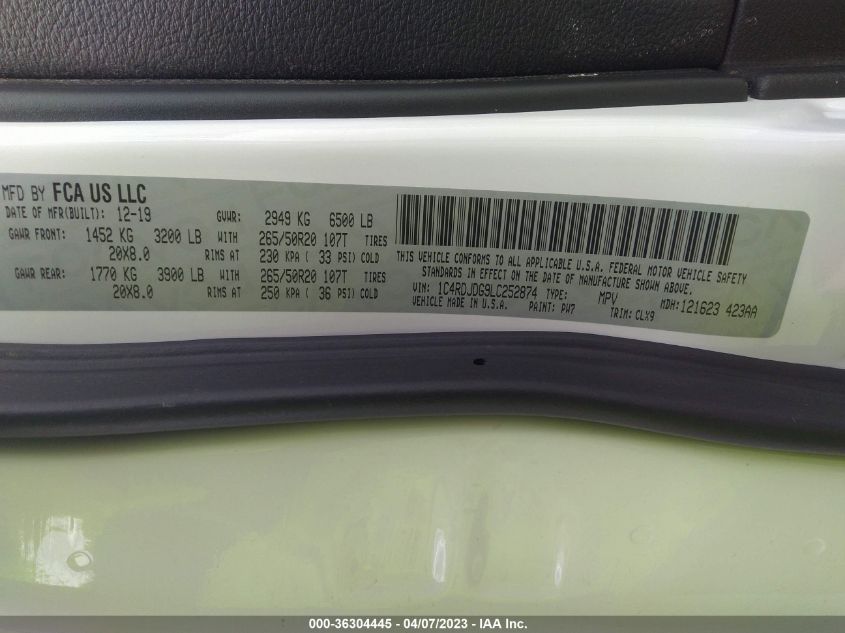 MFD BY FCA US LLC
DATE OF MFR(BUILT): 12-19 GVWR: 2949 KG 6500 LB
GAWR FRONT: 1452 KG 3200 LB WITH 265/50R20 107T TIRES
20X8.0 RIMS AT 230 KPA ( 33 PSI) COLD
GAWR REAR: 1770 KG 3900 LB WITH 265/50R20 107T TIRES
20X8.0 RIMS AT 250 KPA ( 36 PSI) COLD
THIS VEHICLE CONFORMS TO ALL APPLICABLE U.S.A. FEDERAL MOTOR VEHICLE SAFETY
STANDARDS IN EFFECT ON THE DATE OF MANUFACTURE SHOWN ABOVE.
VIN: 1C4RDJDG9LC252874 TYPE: MPV MDH: 121623 423AA
VEHICLE MADE IN U.S.A. PAINT: PW7 TRIM: CLX9
000-36304445 - 04/07/2023 - IAA Inc.